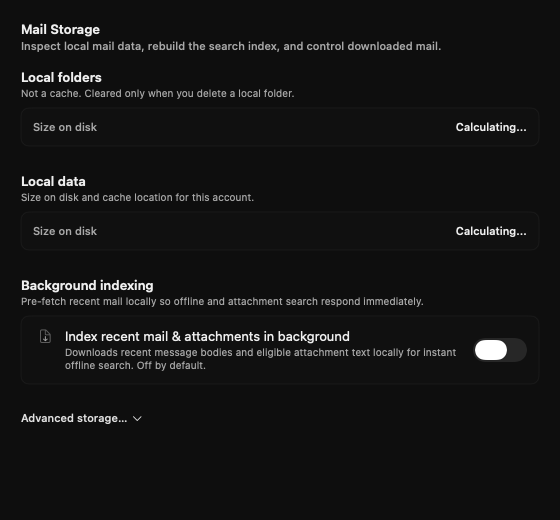 Mail Storage
Inspect local mail data, rebuild the search index, and control downloaded mail.
Local folders
Not a cache. Cleared only when you delete a local folder.
Size on disk Calculating...
Local data
Size on disk and cache location for this account.
Size on disk Calculating...
Background indexing
Pre-fetch recent mail locally so offline and attachment search respond immediately.
Index recent mail & attachments in background
Downloads recent message bodies and eligible attachment text locally for instant
offline search. Off by default.
Advanced storage...